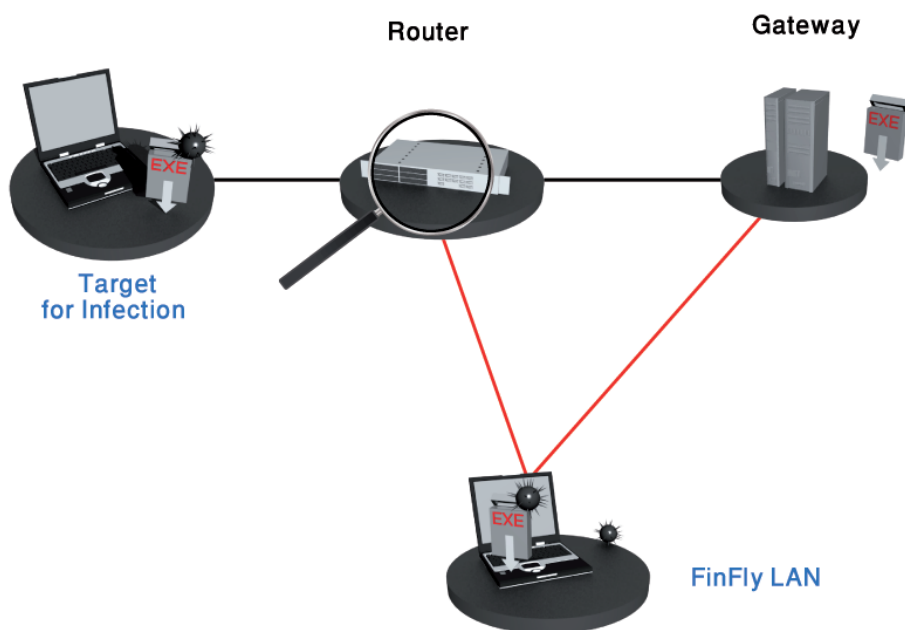 Router
Gateway
EXE
EXE
Target
for Infection
EXE
FinFly LAN